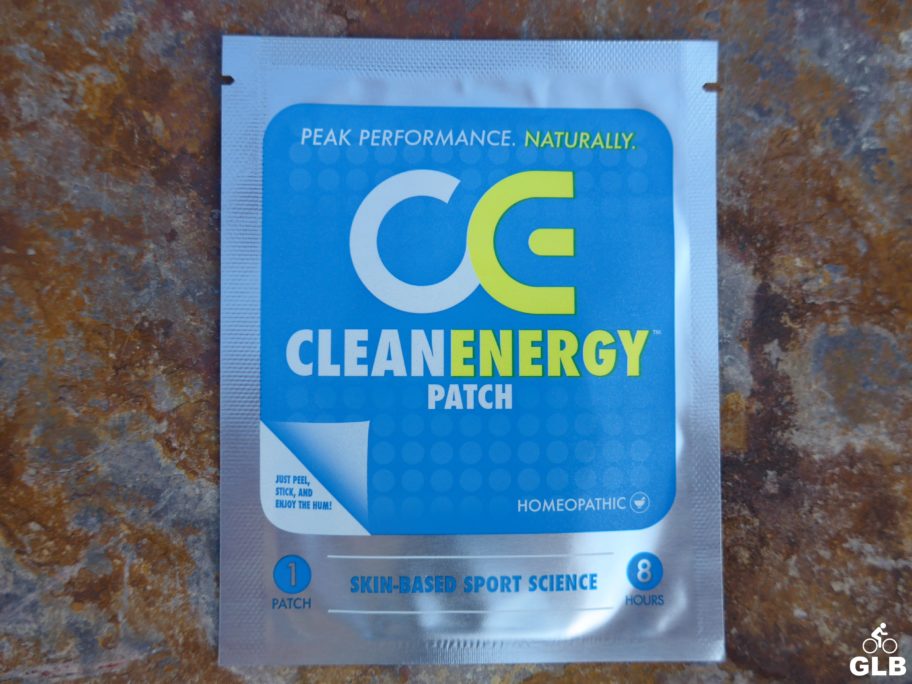 PEAK PERFORMANCE. NATURALLY.
CE
CLEANENERGY™
PATCH
JUST PEEL,
STICK, AND
ENJOY THE HUM!
HOMEOPATHIC
1
PATCH
SKIN-BASED SPORT SCIENCE
8
HOURS
GLB